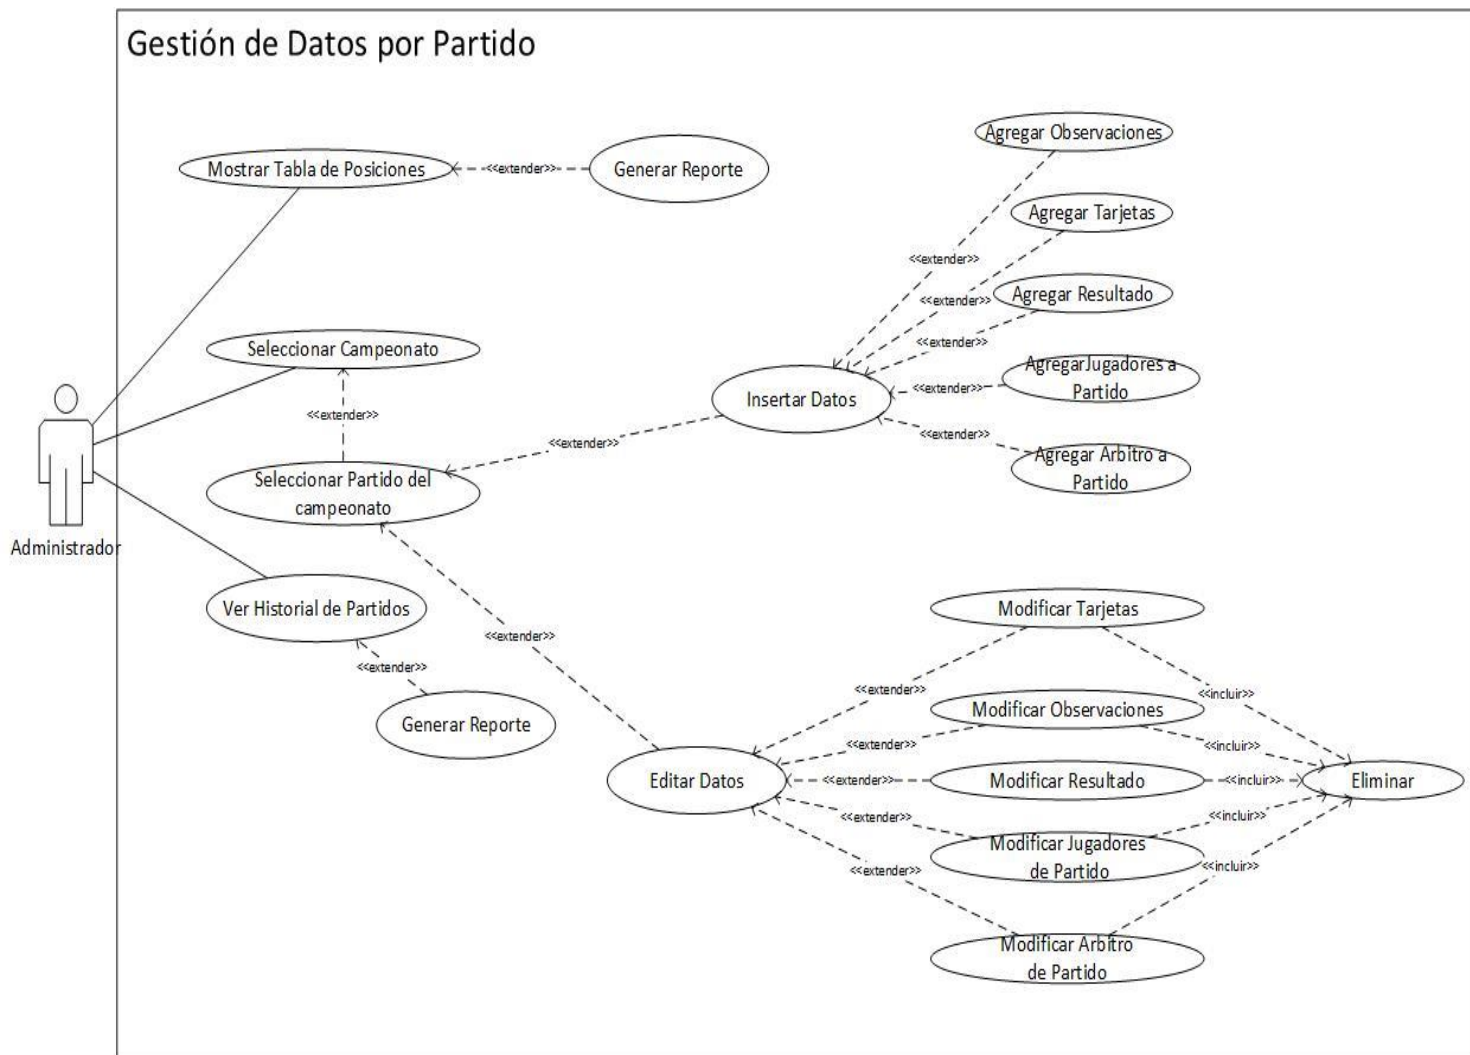 Gestión de Datos por Partido
Agregar Observaciones
Mostrar Tabla de Posiciones
<<extender>>
Generar Reporte
Agregar Tarjetas
<<extender>>
<<extender>>
Agregar Resultado
<<extender>>
Seleccionar Campeonato
AgregarJugadores a
Partido
<<extender>>
Insertar Datos
<<extender>>
<<extender>>
<<extender>>
Agregar Arbitro a
Partido
Seleccionar Partido del
campeonato
Administrador
Ver Historial de Partidos
Modificar Tarjetas
<<extender>>
<<extender>>
Generar Reporte
<<extender>>
<<incluir>>
Modificar Observaciones
<<extender>>
<<incluir>>
Editar Datos
<<extender>>
Modificar Resultado
<<incluir>>
Eliminar
<<extender>>
<<incluir>>
Modificar Jugadores
de Partido
<<extender>>
<<incluir>>
Modificar Arbitro
de Partido